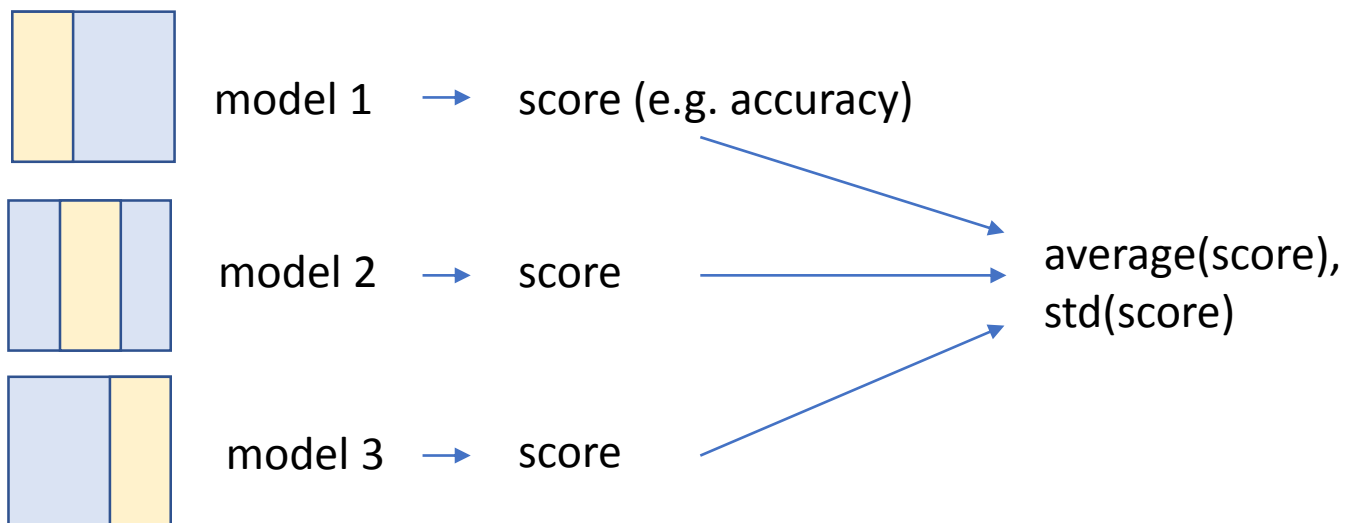 model 1
score (e.g. accuracy)
model 2
score
average(score),
std(score)
model 3
score